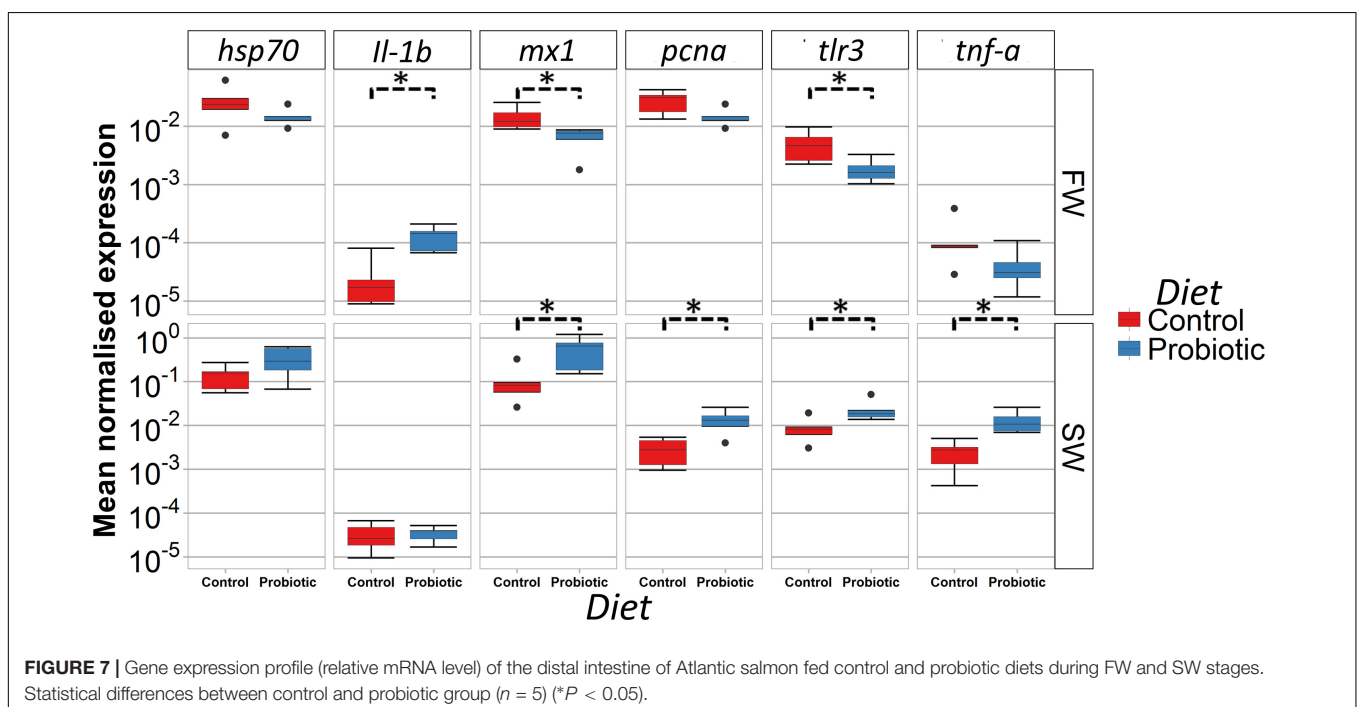 hsp70 Il-1b mx1 pcna tlr3 tnf-a
* * *
10^-2
10^-3
10^-4
10^-5
FW
* * * *
10^0
10^-1
10^-2
10^-3
10^-4
10^-5
SW
Mean normalised expression
Control Probiotic Control Probiotic Control Probiotic Control Probiotic Control Probiotic Control Probiotic
Diet
Diet
Control
Probiotic
FIGURE 7 | Gene expression profile (relative mRNA level) of the distal intestine of Atlantic salmon fed control and probiotic diets during FW and SW stages.
Statistical differences between control and probiotic group (n = 5) (*P < 0.05).